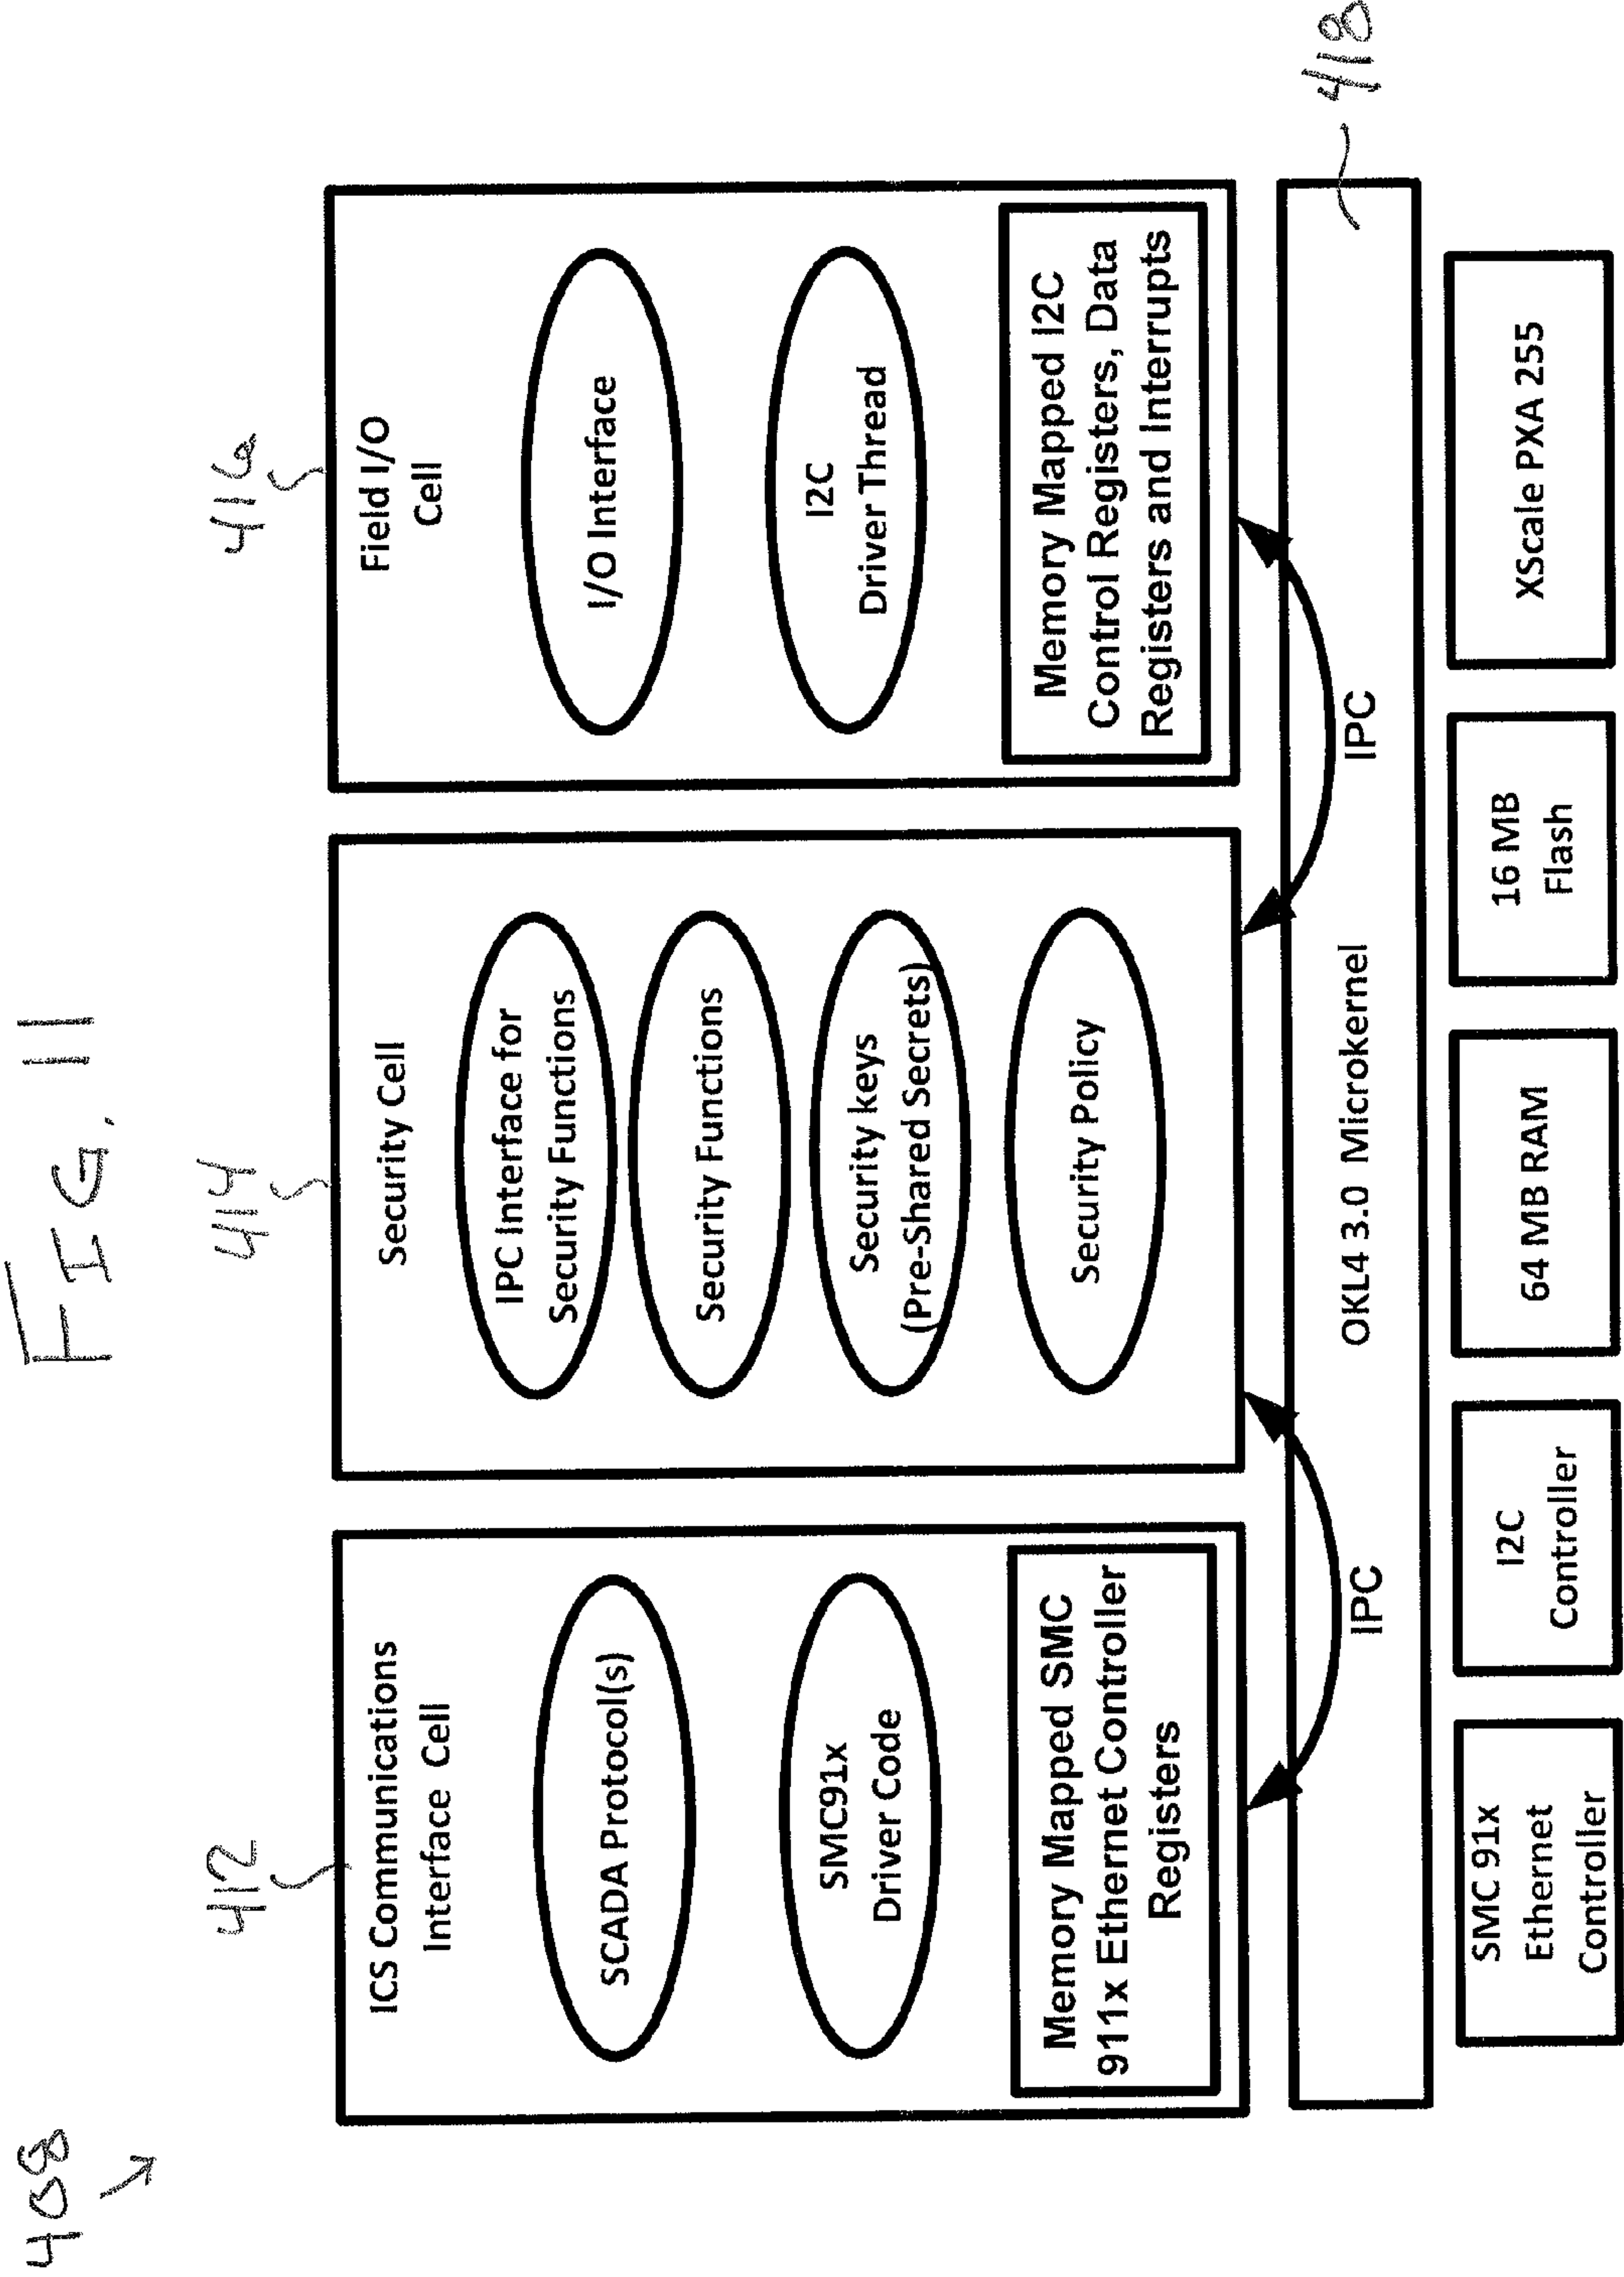 FIG. 11
408
412
ICS Communications
Interface Cell
SCADA Protocol(s)
SMC91x
Driver Code
Memory Mapped SMC
911x Ethernet Controller
Registers
414
Security Cell
IPC Interface for
Security Functions
Security Functions
Security keys
(Pre-Shared Secrets)
Security Policy
416
Field I/O
Cell
I/O Interface
I2C
Driver Thread
Memory Mapped I2C
Control Registers, Data
Registers and Interrupts
IPC
IPC
OKL4 3.0 Microkernel
418
SMC 91x
Ethernet
Controller
I2C
Controller
64 MB RAM
16 MB
Flash
XScale PXA 255